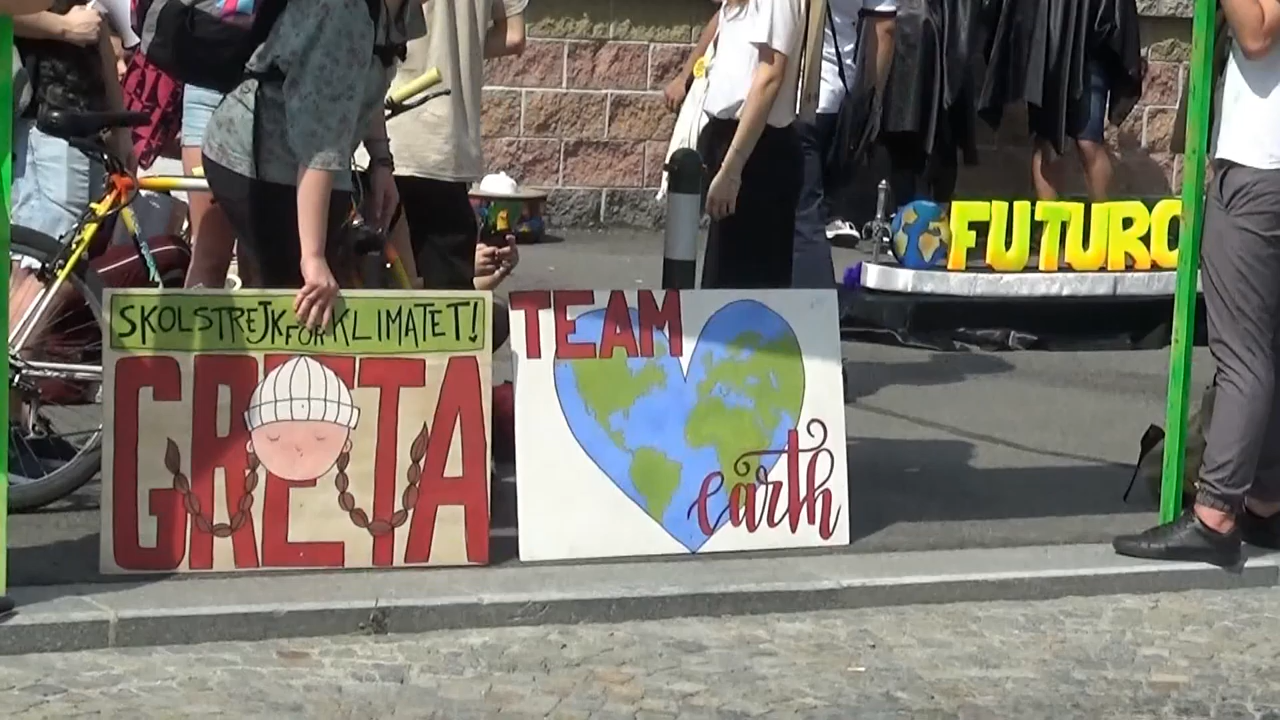 SKOLSTREJK FÖR KLIMATET!
GRETA
TEAM
earth
FUTURO